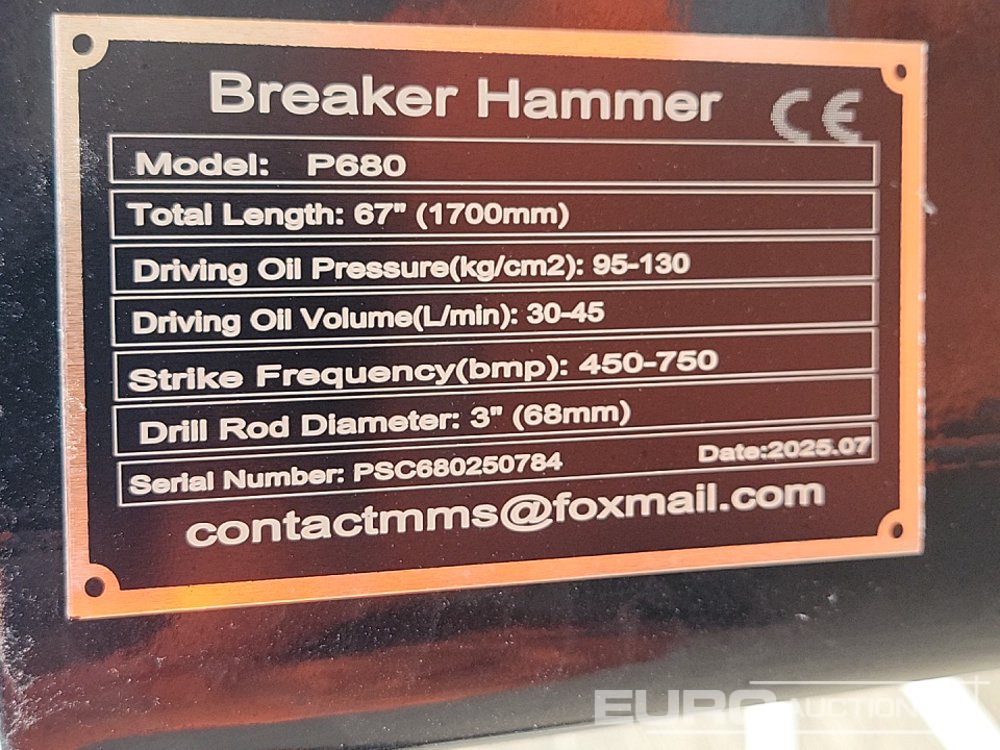 Breaker Hammer CE
Model: P680
Total Length: 67" (1700mm)
Driving Oil Pressure(kg/cm2): 95-130
Driving Oil Volume(L/min): 30-45
Strike Frequency(bmp): 450-750
Drill Rod Diameter: 3" (68mm)
Serial Number: PSC680250784 Date:2025.07
contactmms@foxmail.com
EURO AUCTIONS